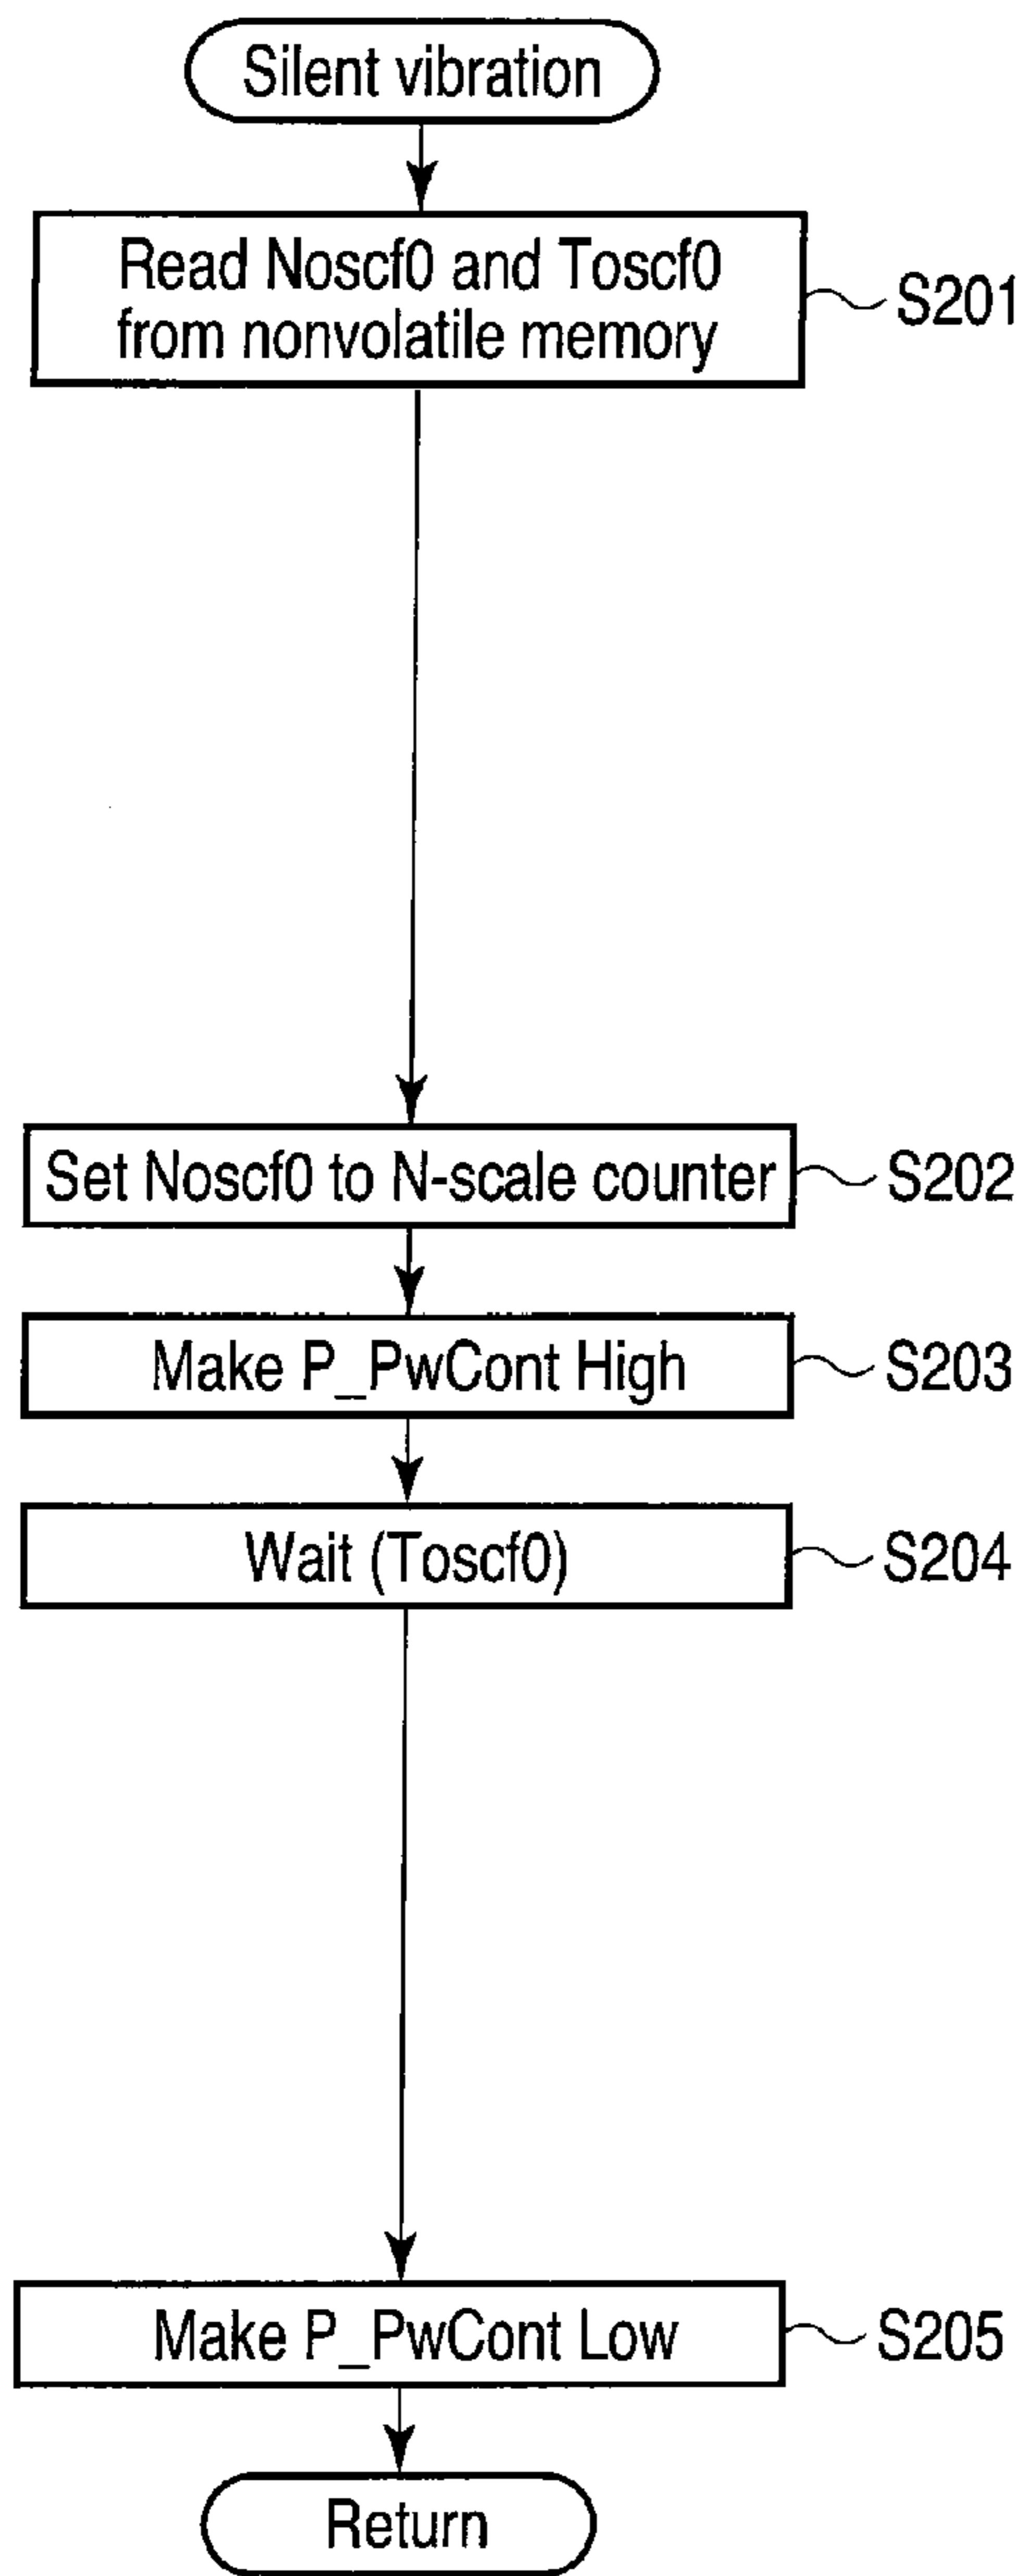 Silent vibration
Read Noscf0 and Toscf0
from nonvolatile memory
S201
Set Noscf0 to N-scale counter
S202
Make P_PwCont High
S203
Wait (Toscf0)
S204
Make P_PwCont Low
S205
Return